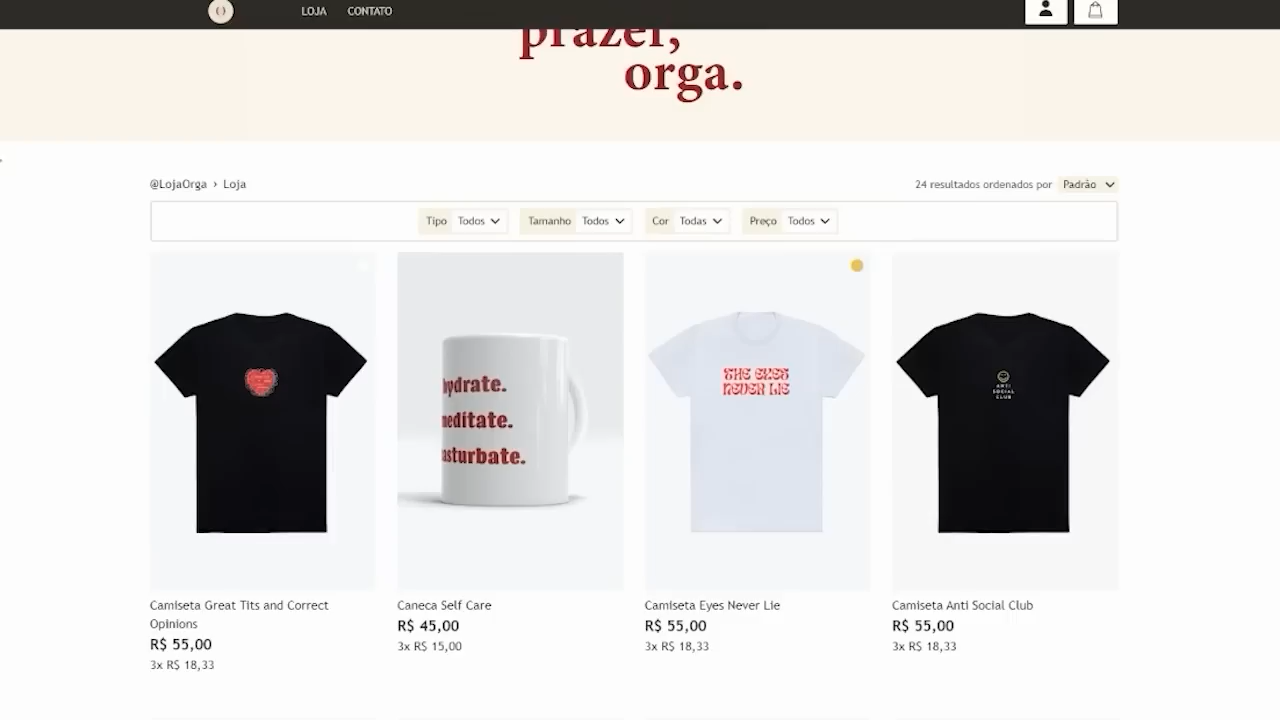 LOJA CONTATO
prazer,
orga.
@LojaOrga › Loja
24 resultados ordenados por Padrão
Tipo Todos Tamanho Todos Cor Todas Preço Todos
hydrate.
meditate.
asturbate.
THE EYES
NEVER LIE
ANTI
SOCIAL
CLUB
Camiseta Great Tits and Correct
Opinions
R$ 55,00
3x R$ 18,33
Caneca Self Care
R$ 45,00
3x R$ 15,00
Camiseta Eyes Never Lie
R$ 55,00
3x R$ 18,33
Camiseta Anti Social Club
R$ 55,00
3x R$ 18,33